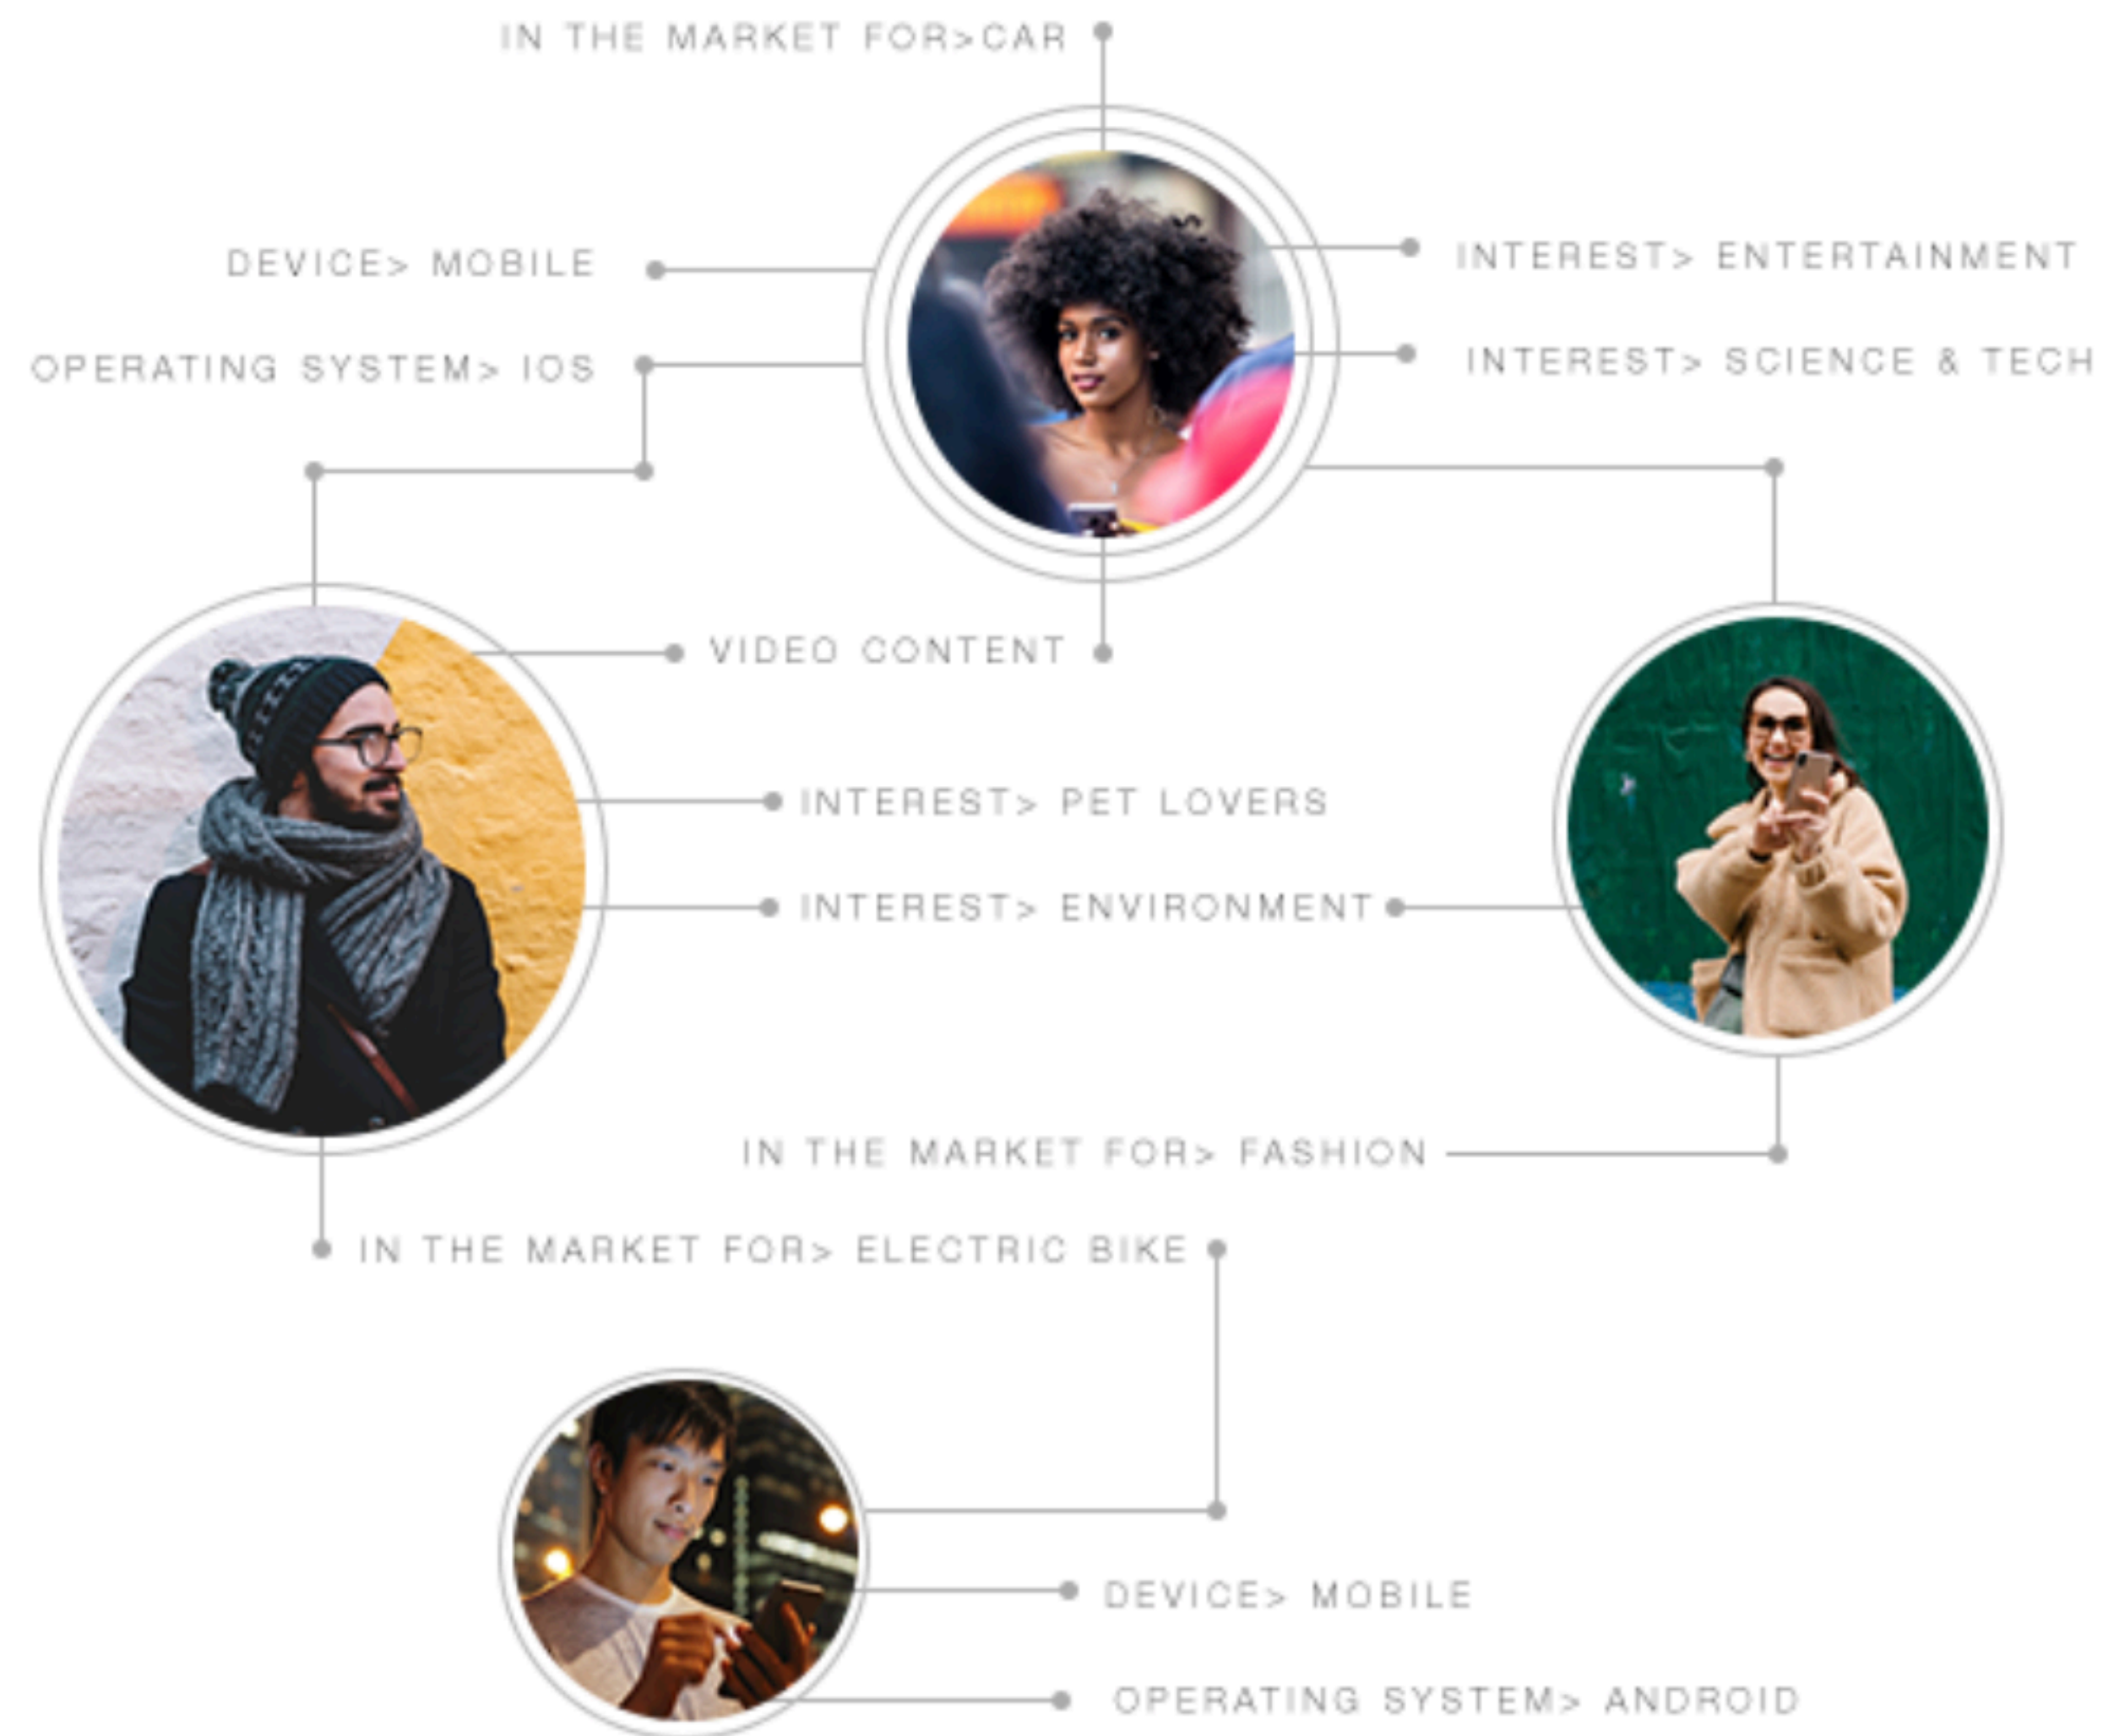 IN THE MARKET FOR>CAR
DEVICE> MOBILE
INTEREST> ENTERTAINMENT
OPERATING SYSTEM> IOS
INTEREST> SCIENCE & TECH
VIDEO CONTENT
INTEREST> PET LOVERS
INTEREST> ENVIRONMENT
IN THE MARKET FOR> FASHION
IN THE MARKET FOR> ELECTRIC BIKE
DEVICE> MOBILE
OPERATING SYSTEM> ANDROID